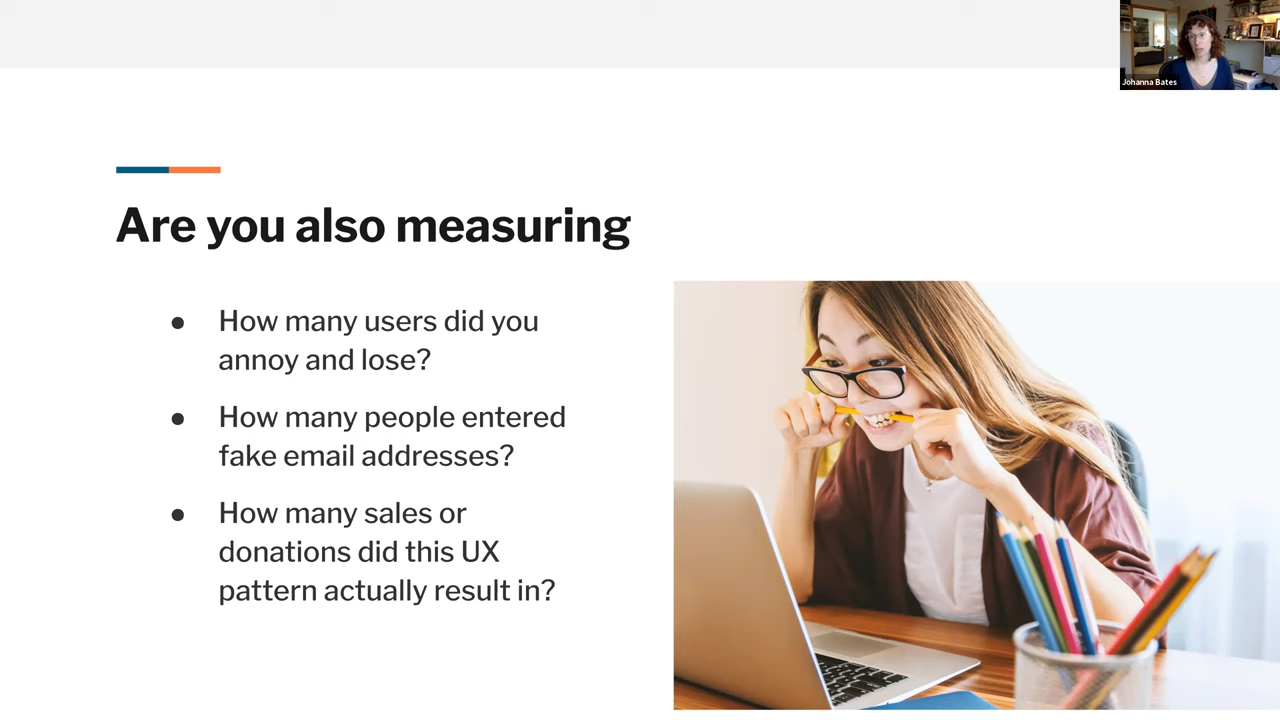 Johanna Bates
Are you also measuring
● How many users did you
annoy and lose?
● How many people entered
fake email addresses?
● How many sales or
donations did this UX
pattern actually result in?